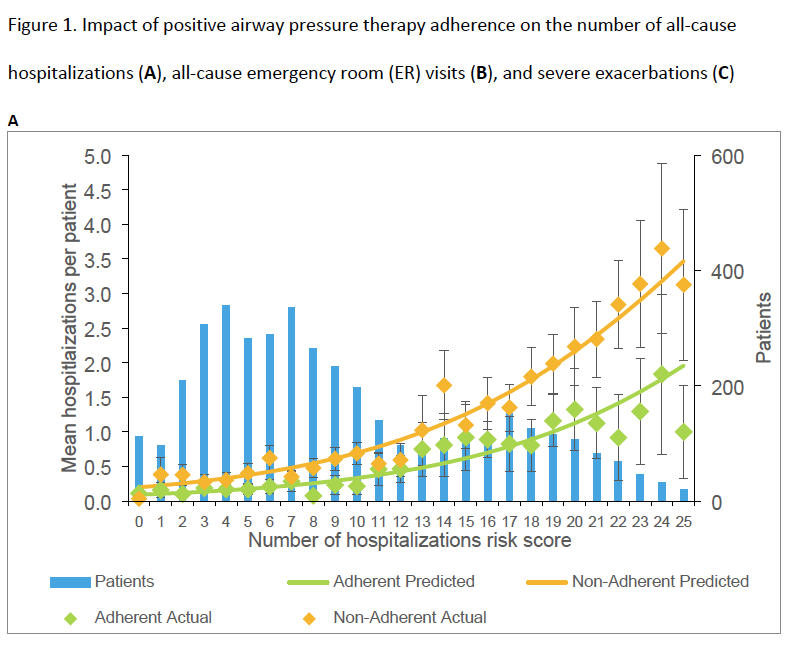 Figure 1. Impact of positive airway pressure therapy adherence on the number of all-cause
hospitalizations (A), all-cause emergency room (ER) visits (B), and severe exacerbations (C)
A
Mean hospitlaizations per patient
5.0
4.5
4.0
3.5
3.0
2.5
2.0
1.5
1.0
0.5
0.0
600
400
200
0
Patients
0 1 2 3 4 5 6 7 8 9 10 11 12 13 14 15 16 17 18 19 20 21 22 23 24 25
Number of hospitalizations risk score
Patients Adherent Predicted Non-Adherent Predicted
Adherent Actual Non-Adherent Actual